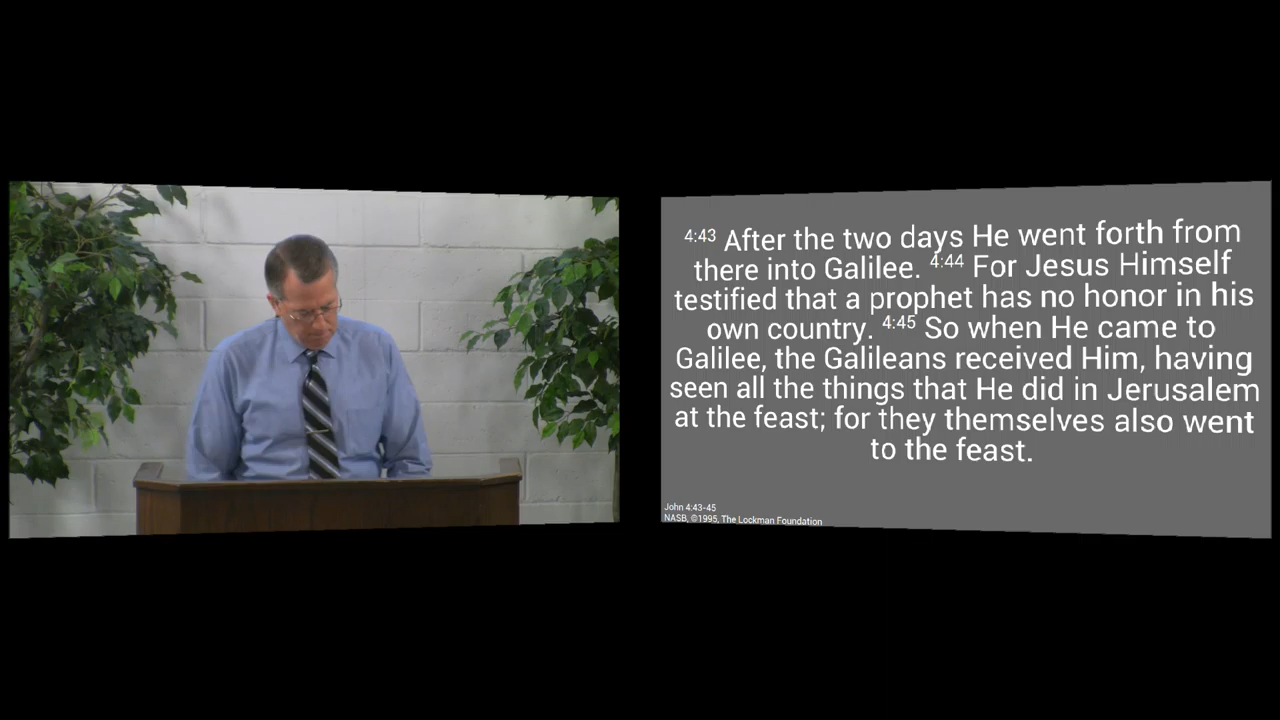 4:43 After the two days He went forth from
there into Galilee. 4:44 For Jesus Himself
testified that a prophet has no honor in his
own country. 4:45 So when He came to
Galilee, the Galileans received Him, having
seen all the things that He did in Jerusalem
at the feast; for they themselves also went
to the feast.
John 4:43-45
NASB, ©1995, The Lockman Foundation